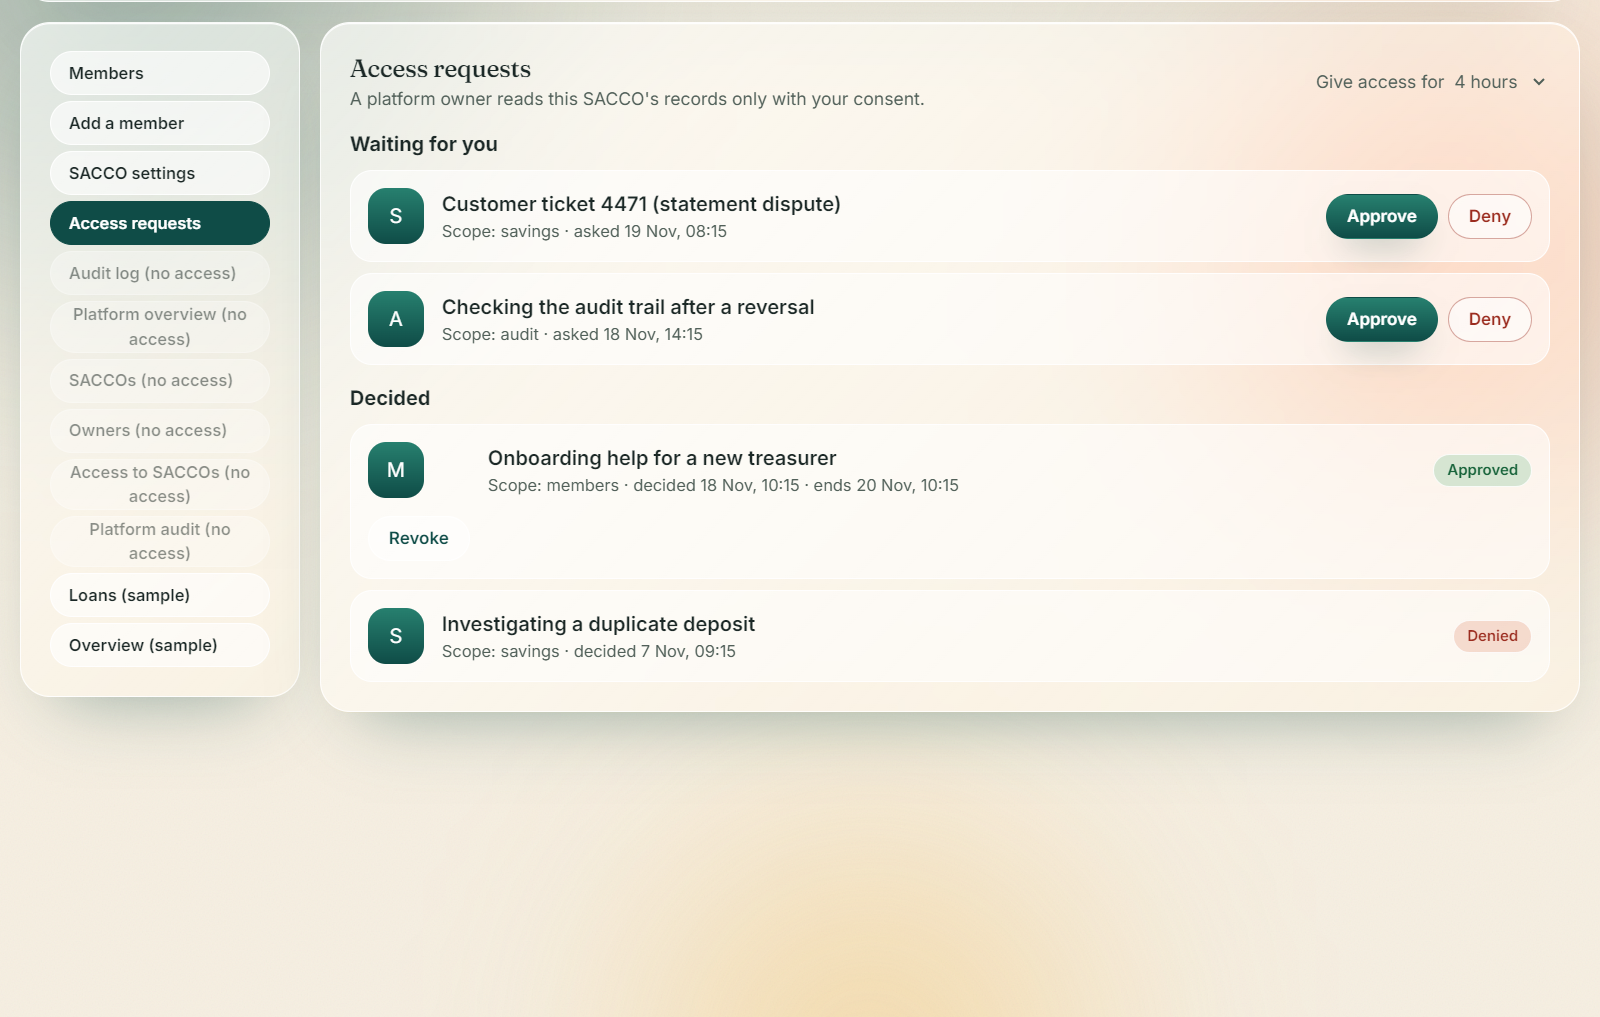 Members
Add a member
SACCO settings
Access requests
Audit log (no access)
Platform overview (no
access)
SACCOs (no access)
Owners (no access)
Access to SACCOs (no
access)
Platform audit (no
access)
Loans (sample)
Overview (sample)
Access requests
A platform owner reads this SACCO's records only with your consent.
Give access for 4 hours
Waiting for you
S
Customer ticket 4471 (statement dispute)
Scope: savings · asked 19 Nov, 08:15
Approve
Deny
A
Checking the audit trail after a reversal
Scope: audit · asked 18 Nov, 14:15
Approve
Deny
Decided
M
Onboarding help for a new treasurer
Scope: members · decided 18 Nov, 10:15 · ends 20 Nov, 10:15
Approved
Revoke
S
Investigating a duplicate deposit
Scope: savings · decided 7 Nov, 09:15
Denied